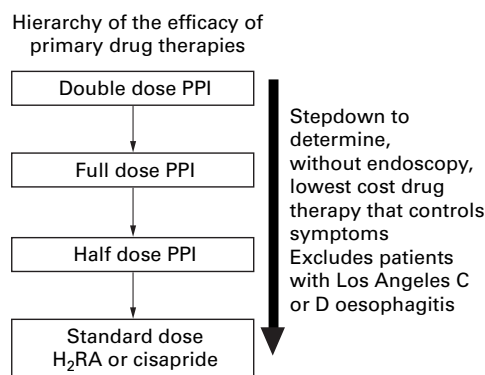 Hierarchy of the efficacy of
primary drug therapies
Double dose PPI
Full dose PPI
Half dose PPI
Standard dose
H₂RA or cisapride
Stepdown to
determine,
without endoscopy,
lowest cost drug
therapy that controls
symptoms
Excludes patients
with Los Angeles C
or D oesophagitis